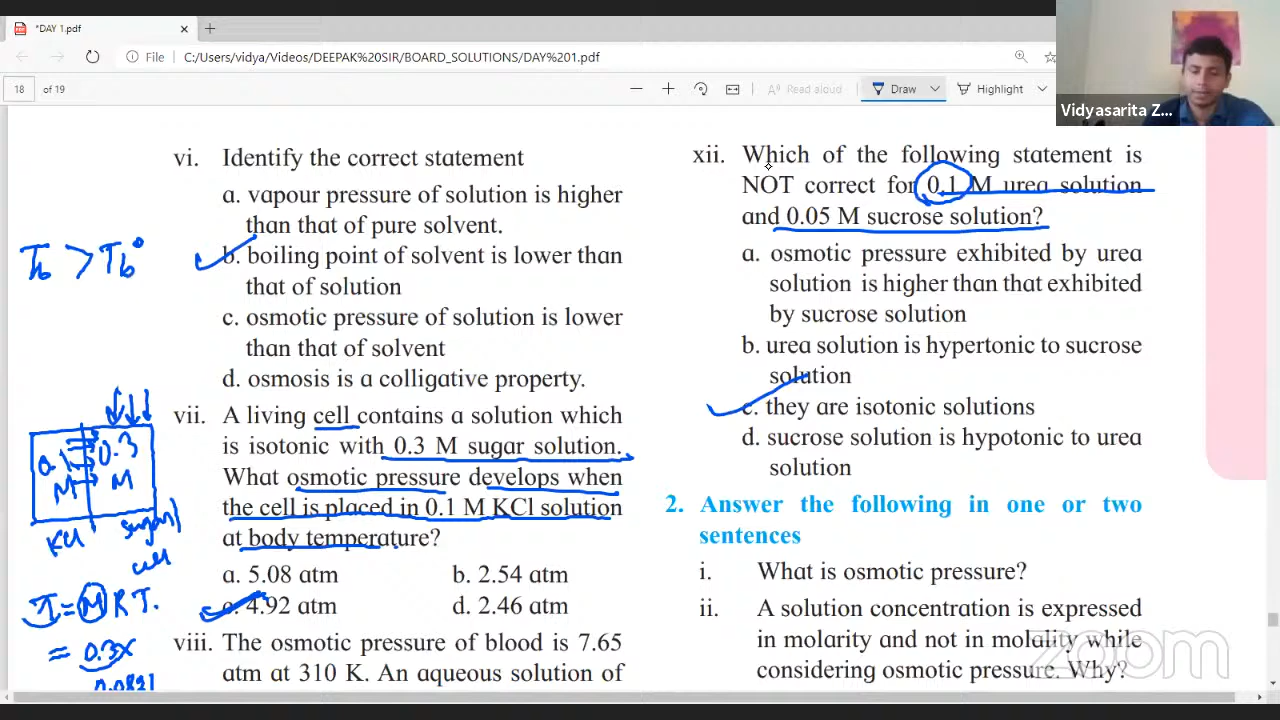 *DAY 1.pdf
File C:/Users/vidya/Videos/DEEPAK%20SIR/BOARD_SOLUTIONS/DAY%201.pdf
18 of 19
Read aloud
Draw
Highlight
Vidyasarita Z...
vi. Identify the correct statement
a. vapour pressure of solution is higher
than that of pure solvent.
b. boiling point of solvent is lower than
that of solution
c. osmotic pressure of solution is lower
than that of solvent
d. osmosis is a colligative property.
vii. A living cell contains a solution which
is isotonic with 0.3 M sugar solution.
What osmotic pressure develops when
the cell is placed in 0.1 M KCl solution
at body temperature?
a. 5.08 atm b. 2.54 atm
c. 4.92 atm d. 2.46 atm
viii. The osmotic pressure of blood is 7.65
atm at 310 K. An aqueous solution of
Tb > Tb°
0.1 M
0.3 M
KCl
sugar
cell
π = M R T.
= 0.3x
0.0821
xii. Which of the following statement is
NOT correct for 0.1 M urea solution
and 0.05 M sucrose solution?
a. osmotic pressure exhibited by urea
solution is higher than that exhibited
by sucrose solution
b. urea solution is hypertonic to sucrose
solution
c. they are isotonic solutions
d. sucrose solution is hypotonic to urea
solution
2. Answer the following in one or two
sentences
i. What is osmotic pressure?
ii. A solution concentration is expressed
in molarity and not in molality while
considering osmotic pressure. Why?
zoom